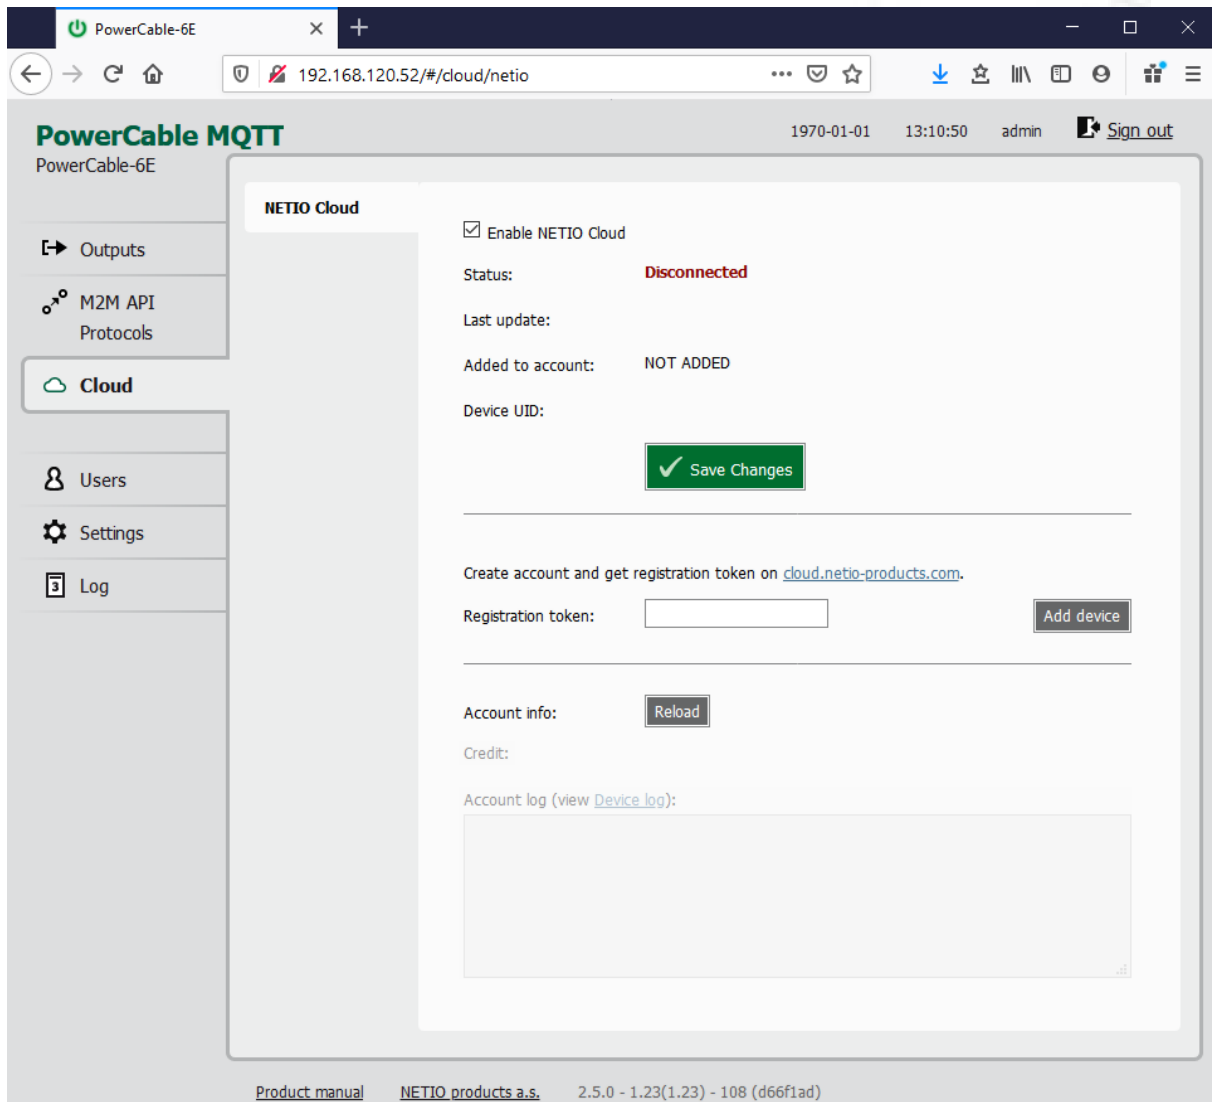 PowerCable-6E
192.168.120.52/#/cloud/netio
PowerCable MQTT
1970-01-01 13:10:50 admin Sign out
PowerCable-6E
NETIO Cloud
Outputs
M2M API
Protocols
Cloud
Users
Settings
3
Log
Enable NETIO Cloud
Status: Disconnected
Last update:
Added to account: NOT ADDED
Device UID:
Save Changes
Create account and get registration token on cloud.netio-products.com.
Registration token: Add device
Account info: Reload
Credit:
Account log (view Device log):
Product manual NETIO products a.s. 2.5.0 - 1.23(1.23) - 108 (d66f1ad)